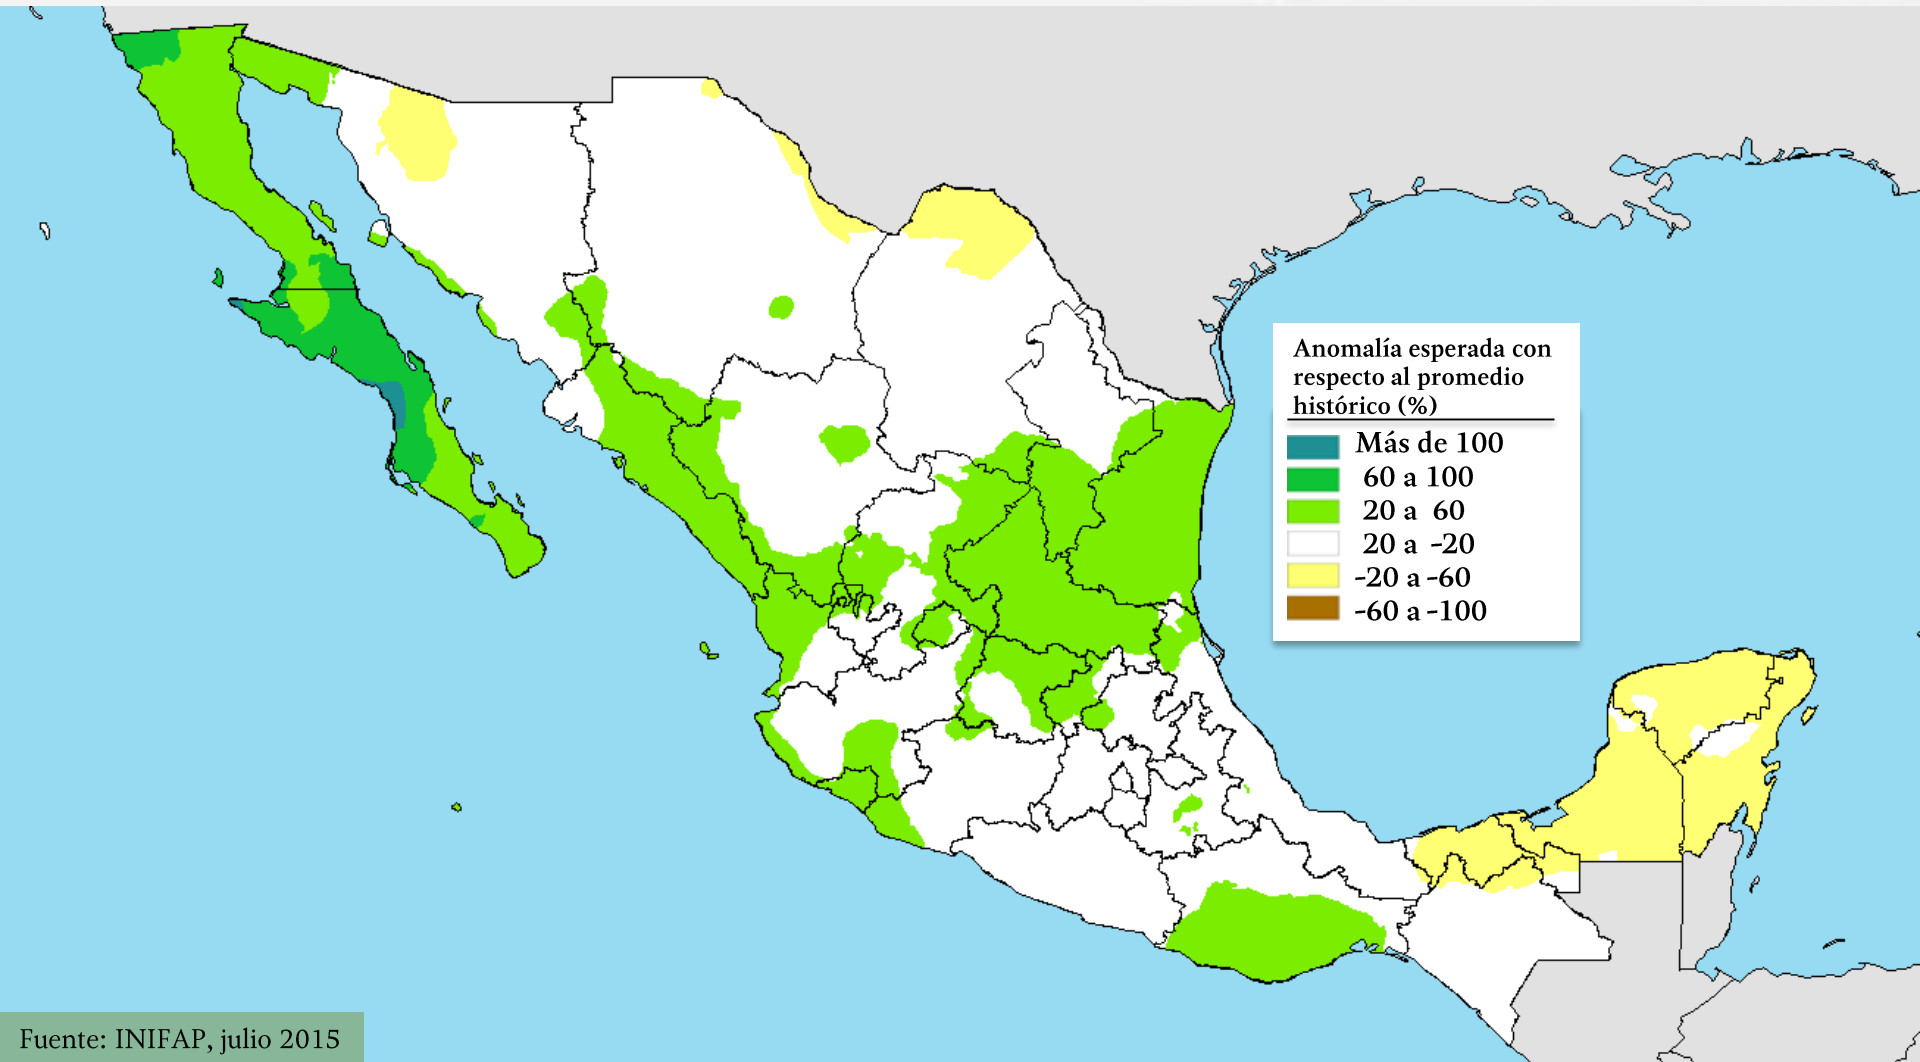 Anomalía esperada con
respecto al promedio
histórico (%)
Más de 100
60 a 100
20 a 60
20 a -20
-20 a -60
-60 a -100
Fuente: INIFAP, julio 2015